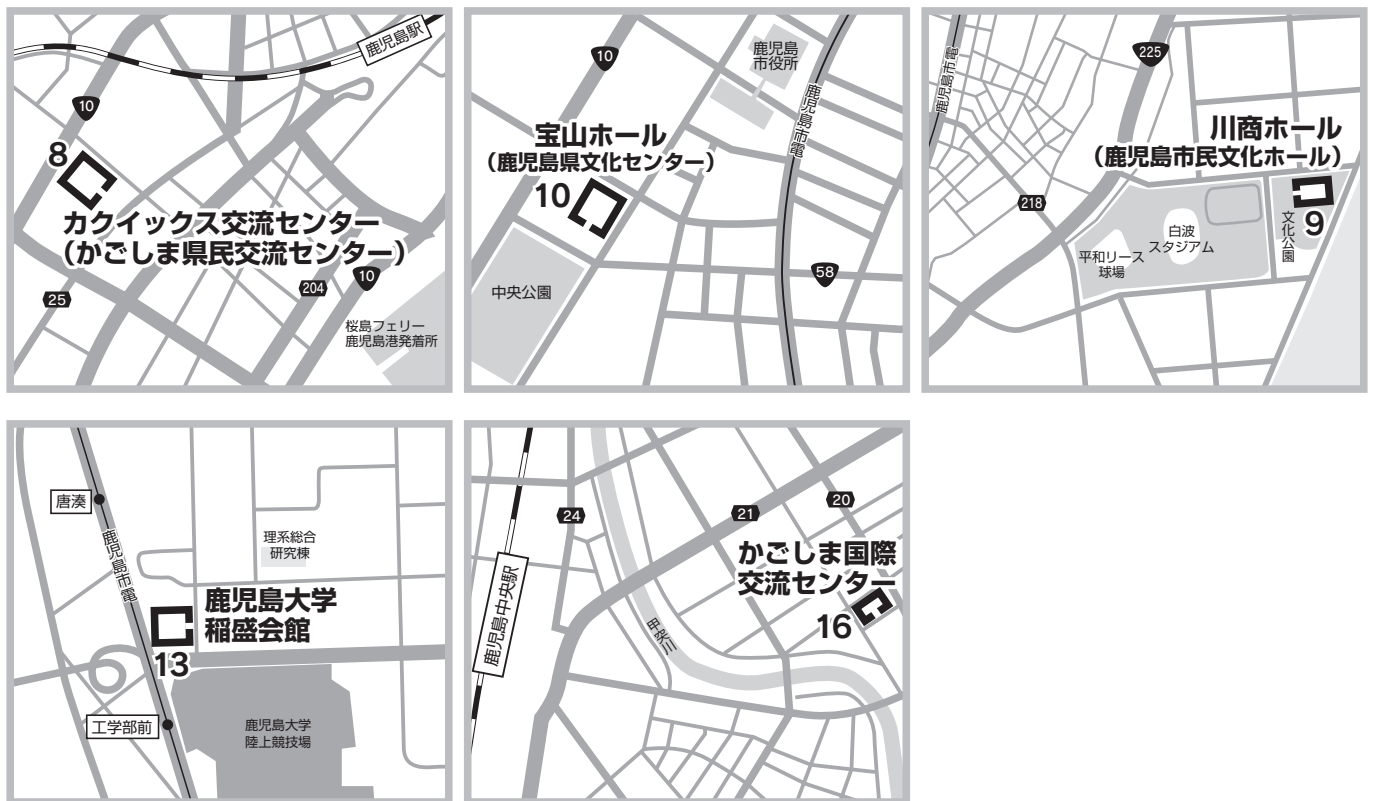 鹿児島駅
10
8
カクイックス交流センター
(かごしま県民交流センター)
10
204
25
桜島フェリー
鹿児島港発着所
10
鹿児島
市役所
鹿児島市電
宝山ホール
(鹿児島県文化センター)
10
58
中央公園
鹿児島市電
225
川商ホール
(鹿児島市民文化ホール)
218
9
文化公園
白波
スタジアム
平和リース
球場
唐湊
鹿児島市電
理系総合
研究棟
鹿児島大学
稲盛会館
13
工学部前
鹿児島大学
陸上競技場
24
21
20
かごしま国際
交流センター
16
鹿児島中央駅
甲突川